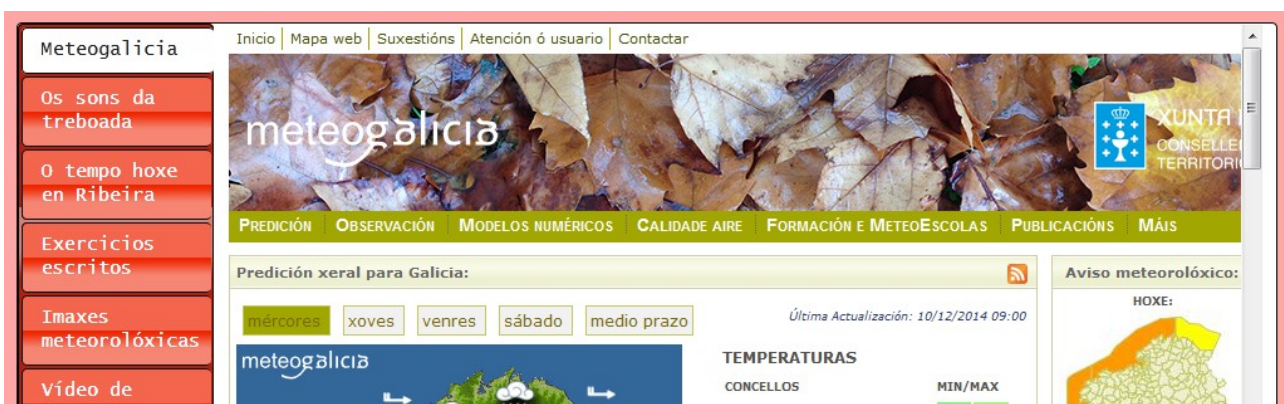 Meteogalicia
Os sons da
treboada
O tempo hoxe
en Ribeira
Exercicios
escritos
Imaxes
meteorolóxicas
Vídeo de
Inicio | Mapa web | Suxestións | Atención ó usuario | Contactar
meteogalicia
XUNTA
CONSELLE
TERRITORI
PREDICIÓN OBSERVACIÓN MODELOS NUMÉRICOS CALIDADE AIRE FORMACIÓN E METEOESCOLAS PUBLICACIÓNS MÁIS
Predición xeral para Galicia:
mércores xoves venres sábado medio prazo
Última Actualización: 10/12/2014 09:00
meteogalicia
TEMPERATURAS
CONCELLOS MIN/MAX
Aviso meteorolóxico:
HOXE: